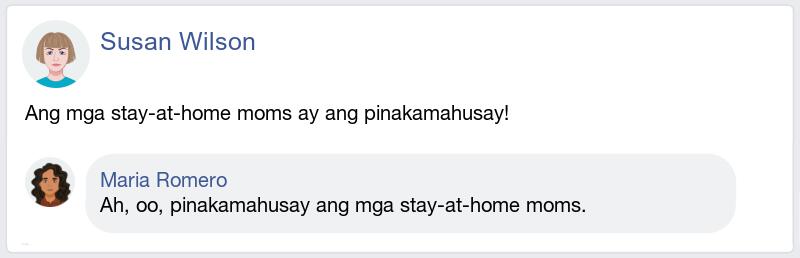 Susan Wilson
Ang mga stay-at-home moms ay ang pinakamahusay!
Maria Romero
Ah, oo, pinakamahusay ang mga stay-at-home moms.